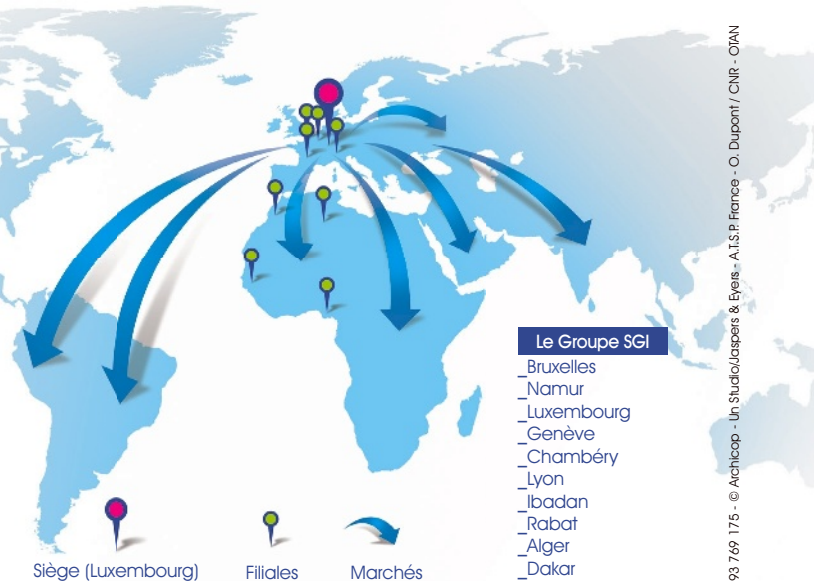 93 769 175 - © Archicop - Un Studio/Jaspers & Eyers - A.T.S.P. France - O. Dupont / CNR - OTAN
Le Groupe SGI
_Bruxelles
_Namur
_Luxembourg
_Genève
_Chambéry
_Lyon
_Ibadan
_Rabat
_Alger
_Dakar
Siège (Luxembourg)
Filiales
Marchés